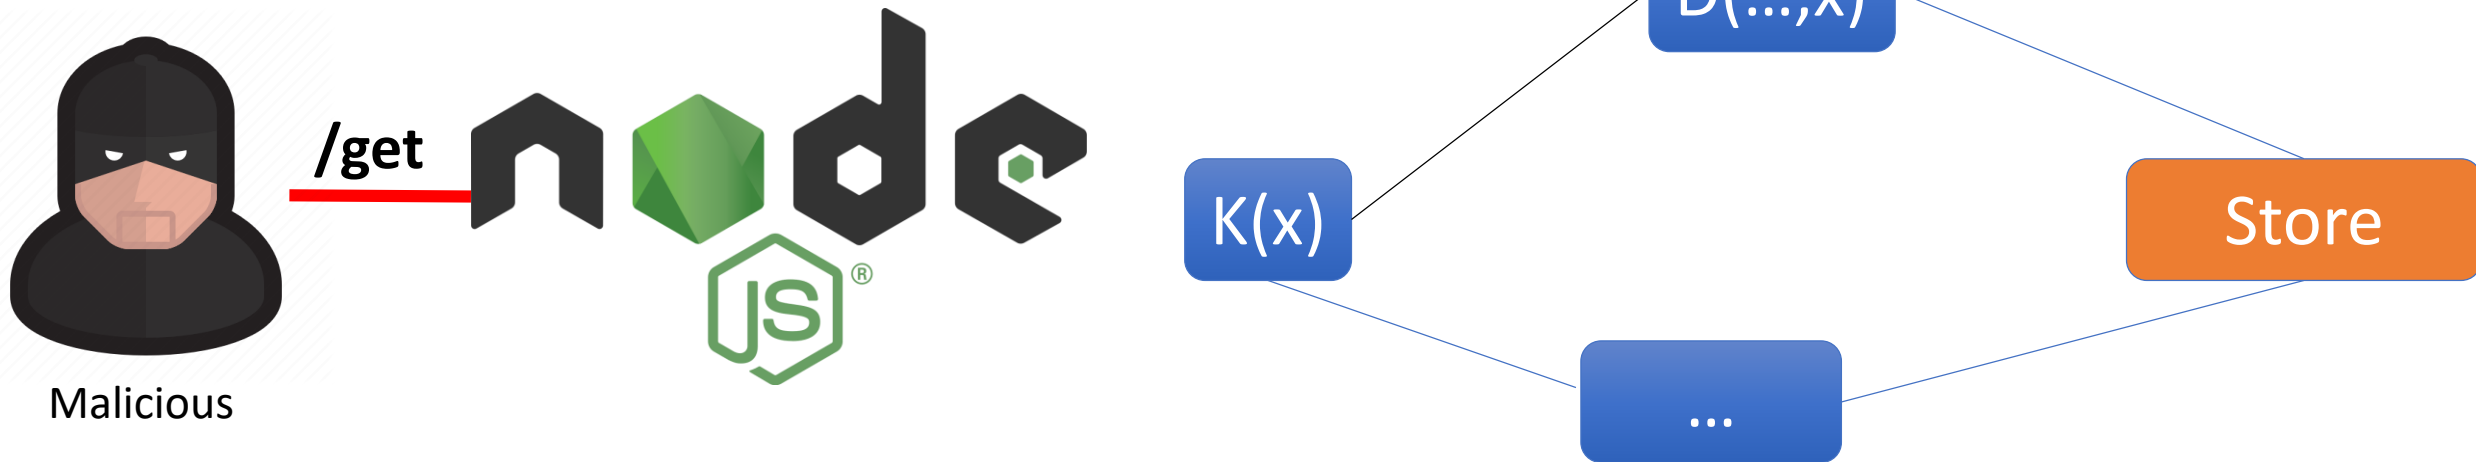 D(…,x)
/get
node
JS
®
K(x)
Store
Malicious
…